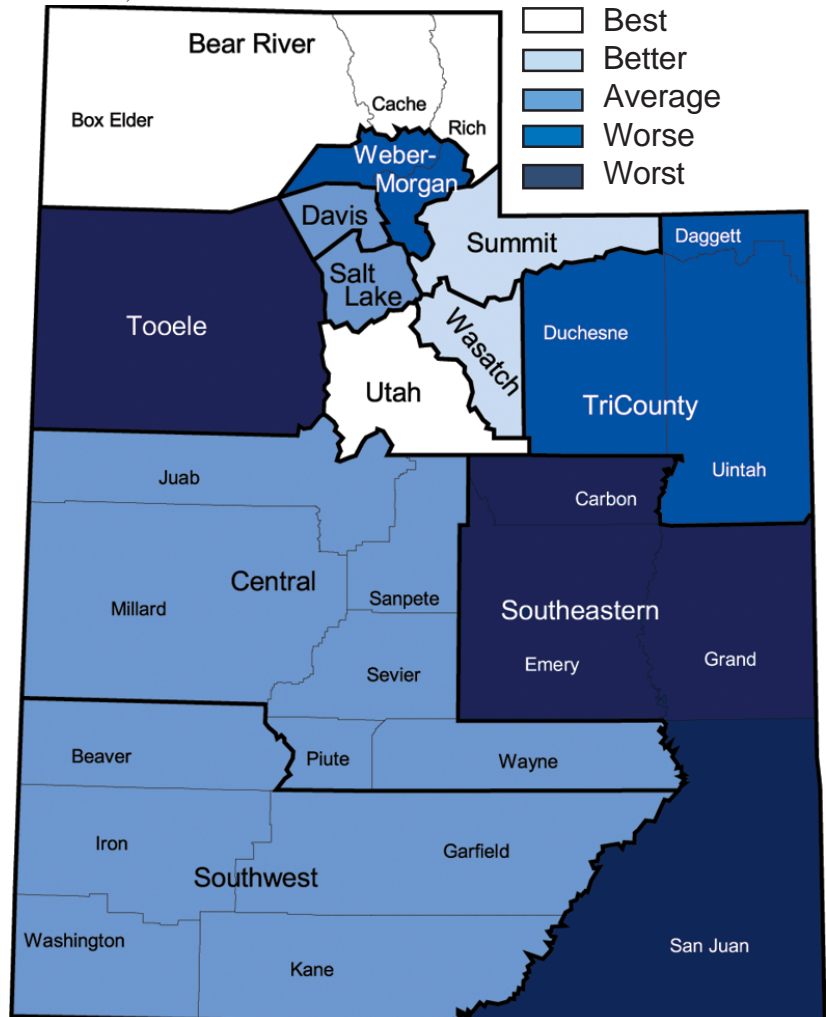 Best
Better
Average
Worse
Worst
Bear River
Box Elder
Cache
Rich
Weber-
Morgan
Davis
Summit
Daggett
Salt
Lake
Tooele
Wasatch
Duchesne
Utah
TriCounty
Uintah
Juab
Carbon
Central
Millard
Sanpete
Southeastern
Sevier
Emery
Grand
Beaver
Piute
Wayne
Iron
Garfield
Southwest
Washington
San Juan
Kane